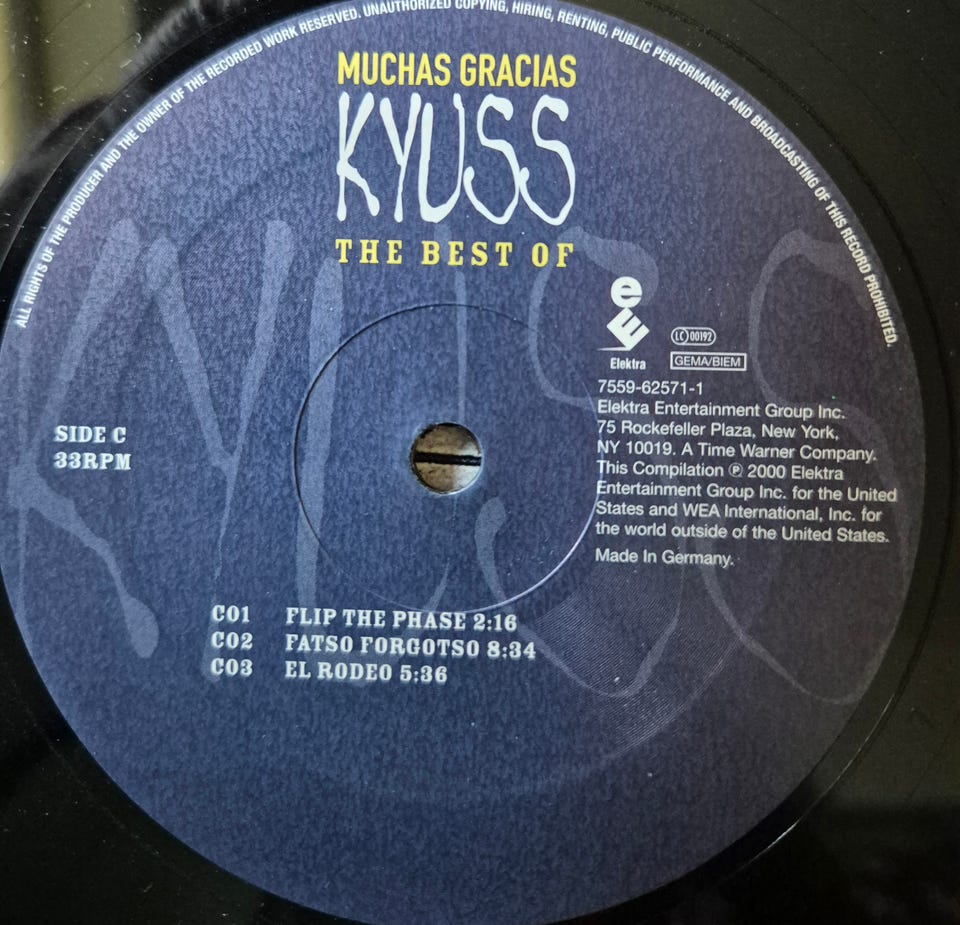 ALL RIGHTS OF THE PRODUCER AND THE OWNER OF THE RECORDED WORK RESERVED. UNAUTHORIZED COPYING, HIRING, RENTING, PUBLIC PERFORMANCE AND BROADCASTING OF THIS RECORD PROHIBITED.
MUCHAS GRACIAS
KYUSS
THE BEST OF
KYUSS
e
E
Elektra
LC 00192
GEMA/BIEM
7559-62571-1
Elektra Entertainment Group Inc.
75 Rockefeller Plaza, New York,
NY 10019. A Time Warner Company.
This Compilation ℗ 2000 Elektra
Entertainment Group Inc. for the United
States and WEA International, Inc. for
the world outside of the United States.
Made In Germany.
SIDE C
33RPM
C01 FLIP THE PHASE 2:16
C02 FATSO FORGOTSO 8:34
C03 EL RODEO 5:36